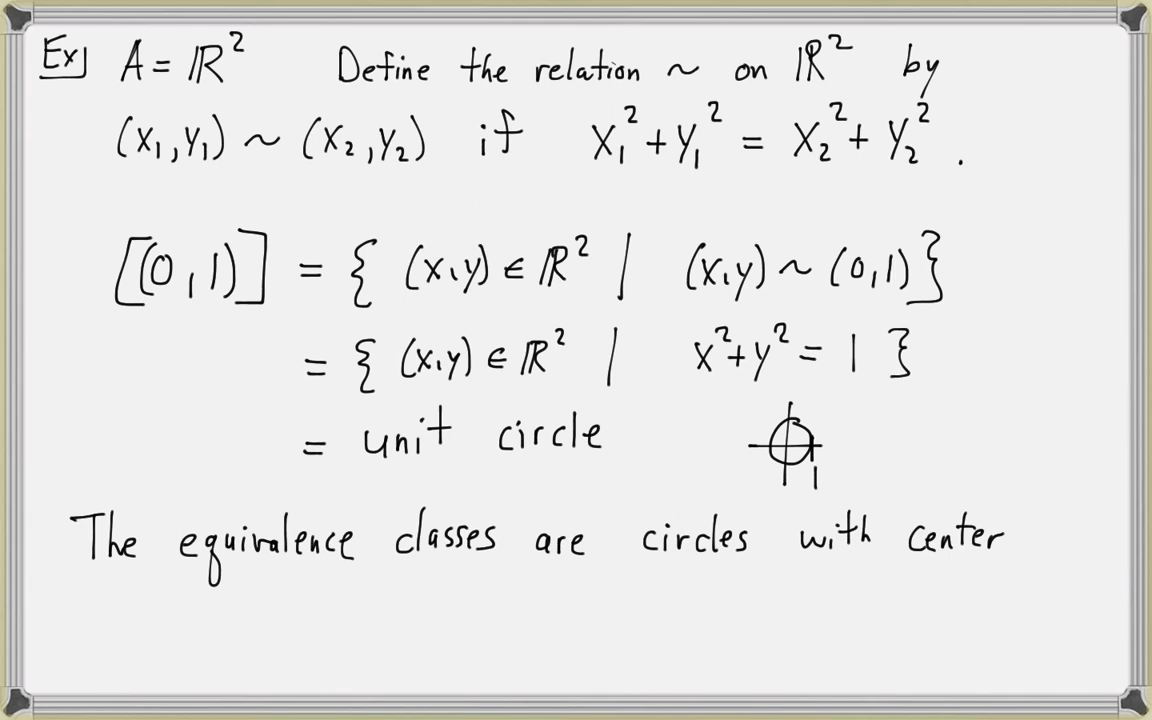 Ex] A = ℝ² Define the relation ~ on ℝ² by
(x₁,y₁) ~ (x₂,y₂) if x₁² + y₁² = x₂² + y₂² .
[(0,1)] = { (x,y) ∈ ℝ² | (x,y) ~ (0,1) }
= { (x,y) ∈ ℝ² | x² + y² = 1 }
= unit circle
1
The equivalence classes are circles with center